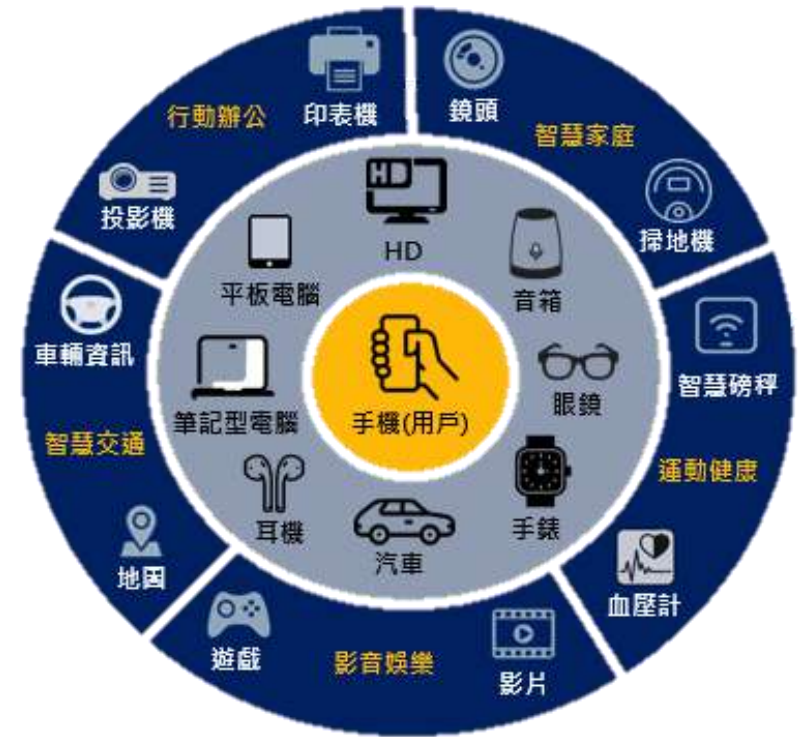 印表機
鏡頭
行動辦公
智慧家庭
投影機
掃地機
HD
HD
平板電腦
音箱
車輛資訊
智慧磅秤
筆記型電腦
手機(用戶)
眼鏡
智慧交通
運動健康
耳機
手錶
汽車
地圖
血壓計
遊戲
影音娛樂
影片